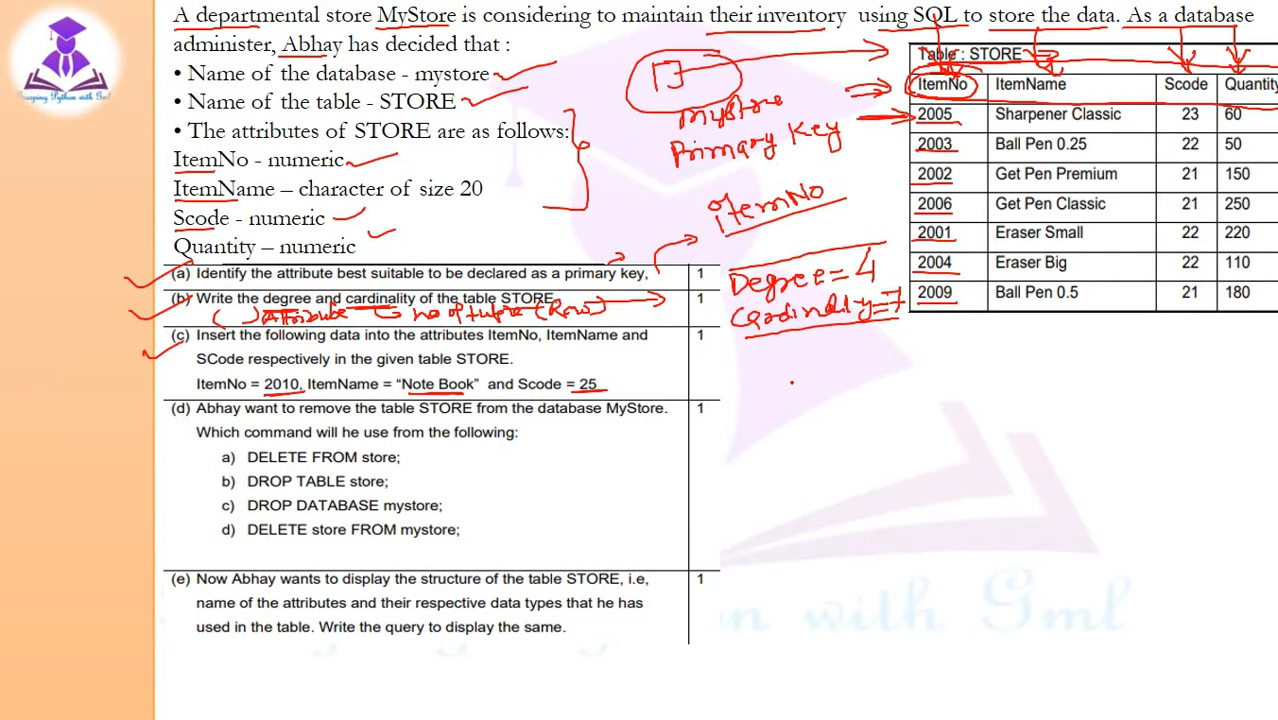 A departmental store MyStore is considering to maintain their inventory using SQL to store the data. As a database
administer, Abhay has decided that :
• Name of the database - mystore
• Name of the table - STORE
• The attributes of STORE are as follows:
ItemNo - numeric
ItemName – character of size 20
Scode - numeric
Quantity – numeric
MyStore
Primary Key
itemNo
Table : STORE
ItemNo ItemName Scode Quantity
2005 Sharpener Classic 23 60
2003 Ball Pen 0.25 22 50
2002 Get Pen Premium 21 150
2006 Get Pen Classic 21 250
2001 Eraser Small 22 220
2004 Eraser Big 22 110
2009 Ball Pen 0.5 21 180
(a) Identify the attribute best suitable to be declared as a primary key, 1
(b) Write the degree and cardinality of the table STORE. 1
Attribute no of tuple (Row)
Degree = 4
Cardinality = 7
(c) Insert the following data into the attributes ItemNo, ItemName and 1
SCode respectively in the given table STORE.
ItemNo = 2010, ItemName = “Note Book” and Scode = 25
(d) Abhay want to remove the table STORE from the database MyStore. 1
Which command will he use from the following:
a) DELETE FROM store;
b) DROP TABLE store;
c) DROP DATABASE mystore;
d) DELETE store FROM mystore;
(e) Now Abhay wants to display the structure of the table STORE, i.e, 1
name of the attributes and their respective data types that he has
used in the table. Write the query to display the same.